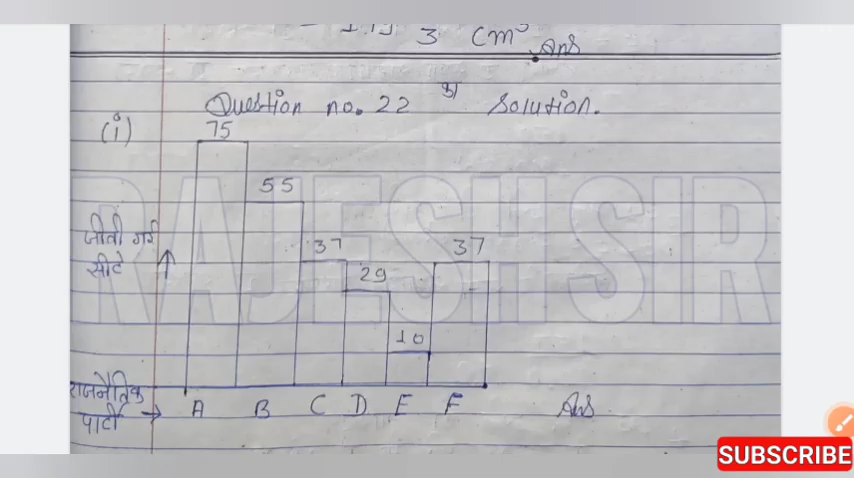 3 cm³ Ans
Question no. 22 का Solution.
(i)
75
55
37
37
29
10
जीती गई
सीटे
राजनैतिक
पार्टी → A B C D E F Ans
RAJESH SIR
SUBSCRIBE